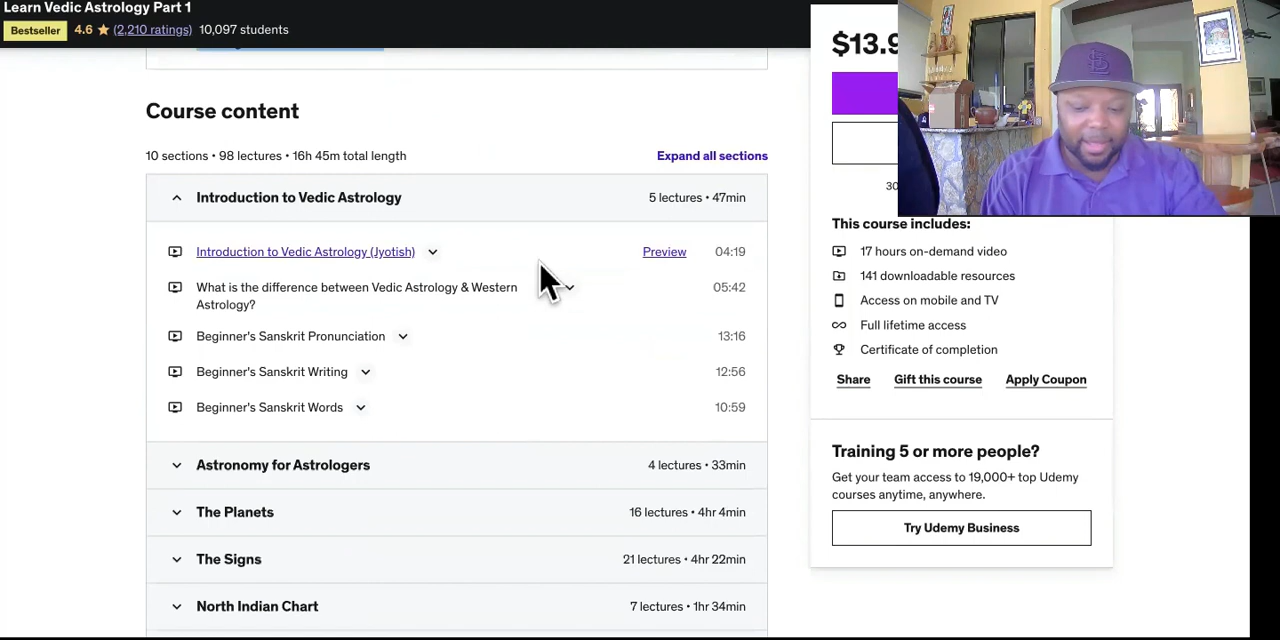 Learn Vedic Astrology Part 1
Bestseller 4.6 (2,210 ratings) 10,097 students
Course content
10 sections • 98 lectures • 16h 45m total length Expand all sections
Introduction to Vedic Astrology 5 lectures • 47min
Introduction to Vedic Astrology (Jyotish) Preview 04:19
What is the difference between Vedic Astrology & Western
Astrology? 05:42
Beginner's Sanskrit Pronunciation 13:16
Beginner's Sanskrit Writing 12:56
Beginner's Sanskrit Words 10:59
Astronomy for Astrologers 4 lectures • 33min
The Planets 16 lectures • 4hr 4min
The Signs 21 lectures • 4hr 22min
North Indian Chart 7 lectures • 1hr 34min
$13.9
30
This course includes:
17 hours on-demand video
141 downloadable resources
Access on mobile and TV
Full lifetime access
Certificate of completion
Share Gift this course Apply Coupon
Training 5 or more people?
Get your team access to 19,000+ top Udemy
courses anytime, anywhere.
Try Udemy Business